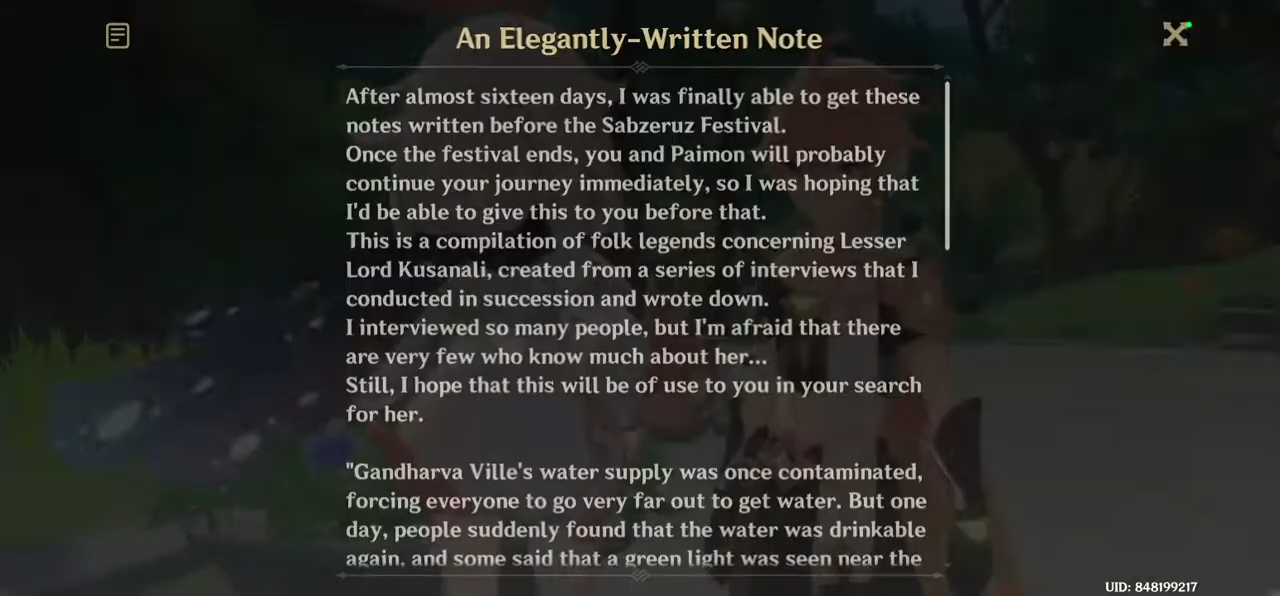 An Elegantly-Written Note
After almost sixteen days, I was finally able to get these
notes written before the Sabzeruz Festival.
Once the festival ends, you and Paimon will probably
continue your journey immediately, so I was hoping that
I'd be able to give this to you before that.
This is a compilation of folk legends concerning Lesser
Lord Kusanali, created from a series of interviews that I
conducted in succession and wrote down.
I interviewed so many people, but I'm afraid that there
are very few who know much about her...
Still, I hope that this will be of use to you in your search
for her.
"Gandharva Ville's water supply was once contaminated,
forcing everyone to go very far out to get water. But one
day, people suddenly found that the water was drinkable
again, and some said that a green light was seen near the
UID: 848199217